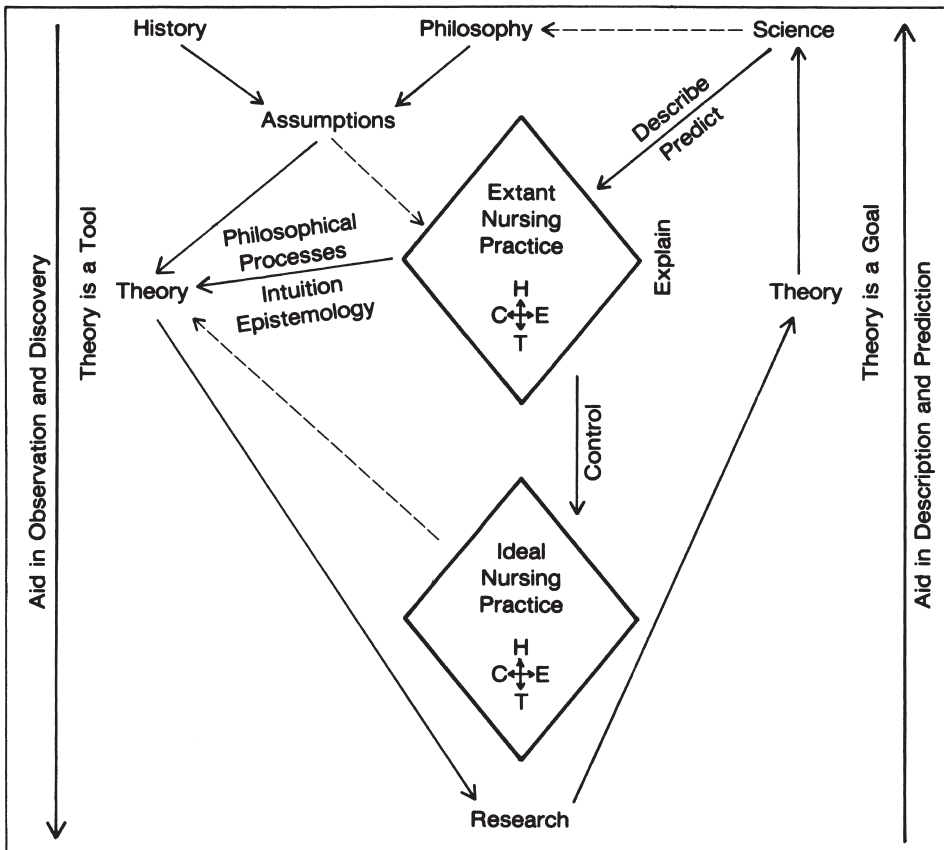 History
Philosophy
Science
Assumptions
Describe
Predict
Extant
Nursing
Practice
H
C E
T
Explain
Philosophical
Processes
Intuition
Epistemology
Theory
Theory
Theory is a Tool
Aid in Observation and Discovery
Theory is a Goal
Aid in Description and Prediction
Control
Ideal
Nursing
Practice
H
C E
T
Research